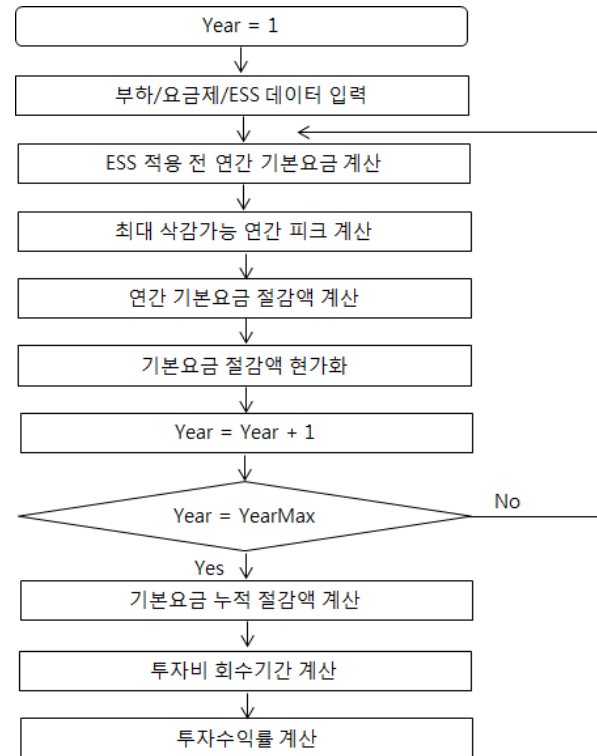 Year = 1
부하/요금제/ESS 데이터 입력
ESS 적용 전 연간 기본요금 계산
최대 삭감가능 연간 피크 계산
연간 기본요금 절감액 계산
기본요금 절감액 현가화
Year = Year + 1
Year = YearMax
No
Yes
기본요금 누적 절감액 계산
투자비 회수기간 계산
투자수익률 계산